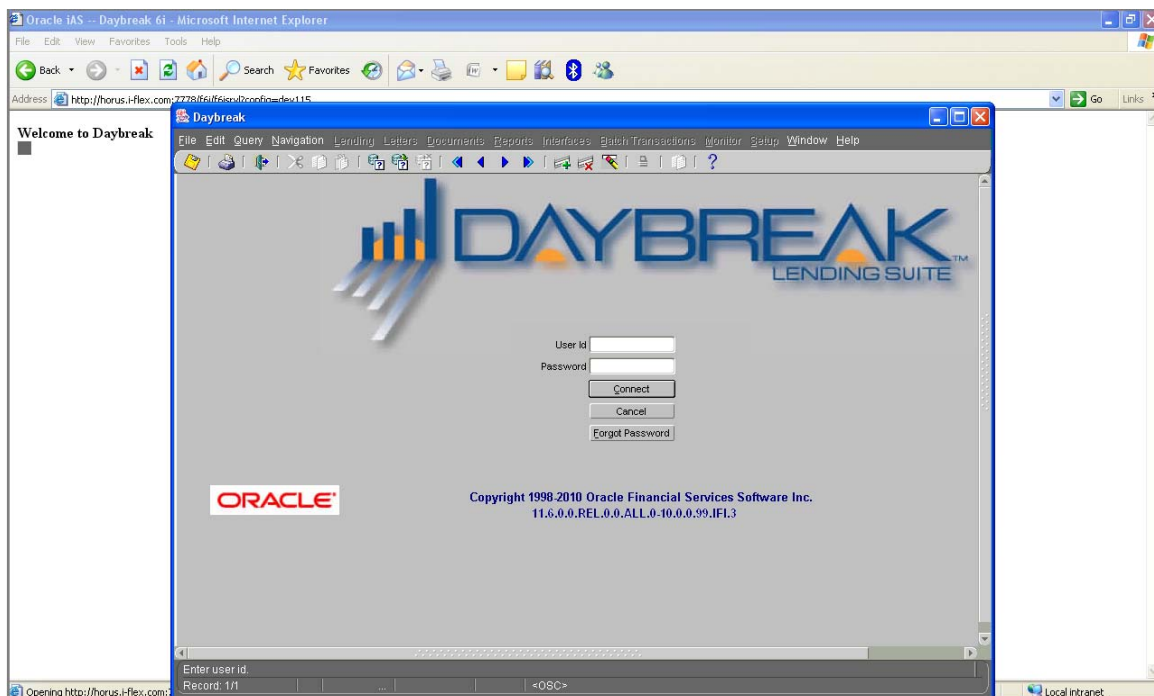 Oracle iAS -- Daybreak 6i - Microsoft Internet Explorer
File Edit View Favorites Tools Help
Back Search Favorites
Address http://horus.i-flex.com:7778/f6i/f6isrvl?config=dev115 Go Links
Welcome to Daybreak
Daybreak
File Edit Query Navigation Lending Letters Documents Reports Interfaces Batch Transactions Monitor Setup Window Help
DAYBREAK™
LENDING SUITE
User Id
Password
Connect
Cancel
Forgot Password
ORACLE®
Copyright 1998-2010 Oracle Financial Services Software Inc.
11.6.0.0.REL.0.0.ALL.0-10.0.0.99.IFI.3
Enter user id.
Record: 1/1 ... <OSC>
Opening http://horus.i-flex.com: Local intranet